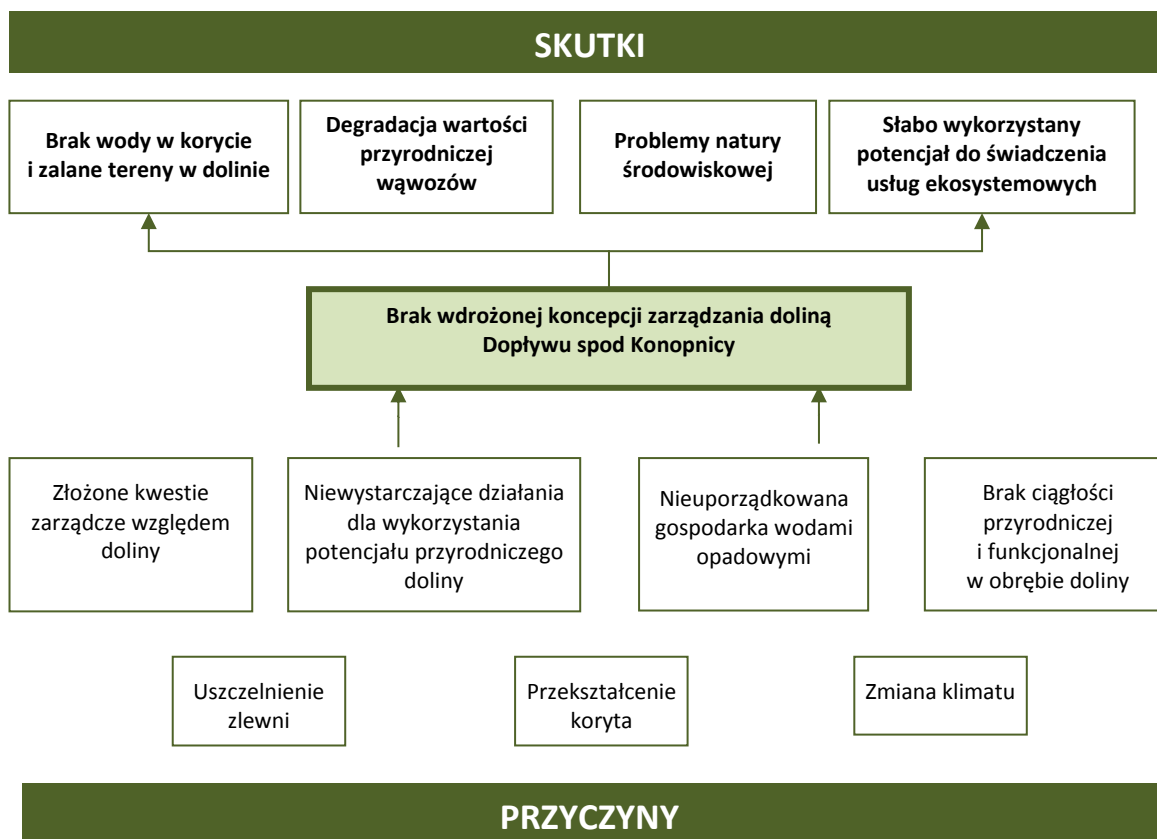 SKUTKI
Brak wody w korycie
i zalane tereny w dolinie
Degradacja wartości
przyrodniczej
wąwozów
Problemy natury
środowiskowej
Słabo wykorzystany
potencjał do świadczenia
usług ekosystemowych
Brak wdrożonej koncepcji zarządzania doliną
Dopływu spod Konopnicy
Złożone kwestie
zarządcze względem
doliny
Niewystarczające działania
dla wykorzystania
potencjału przyrodniczego
doliny
Nieuporządkowana
gospodarka wodami
opadowymi
Brak ciągłości
przyrodniczej
i funkcjonalnej
w obrębie doliny
Uszczelnienie
zlewni
Przekształcenie
koryta
Zmiana klimatu
PRZYCZYNY